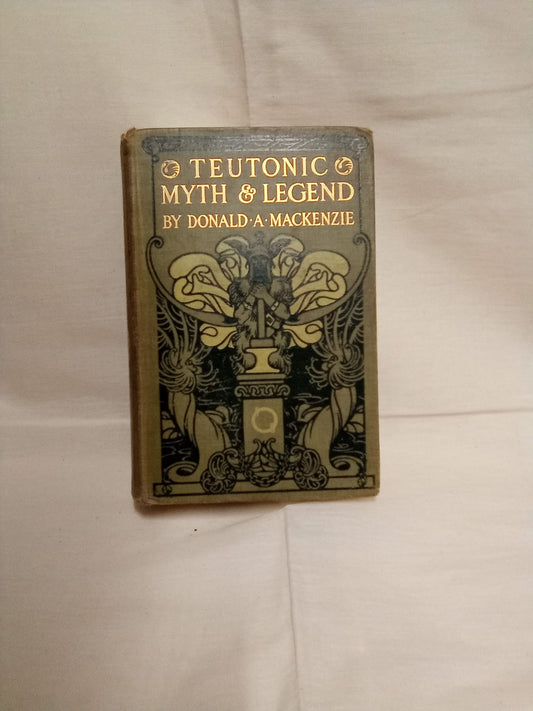 TEUTONIC
MYTH & LEGEND
BY DONALD·A·MACKENZIE